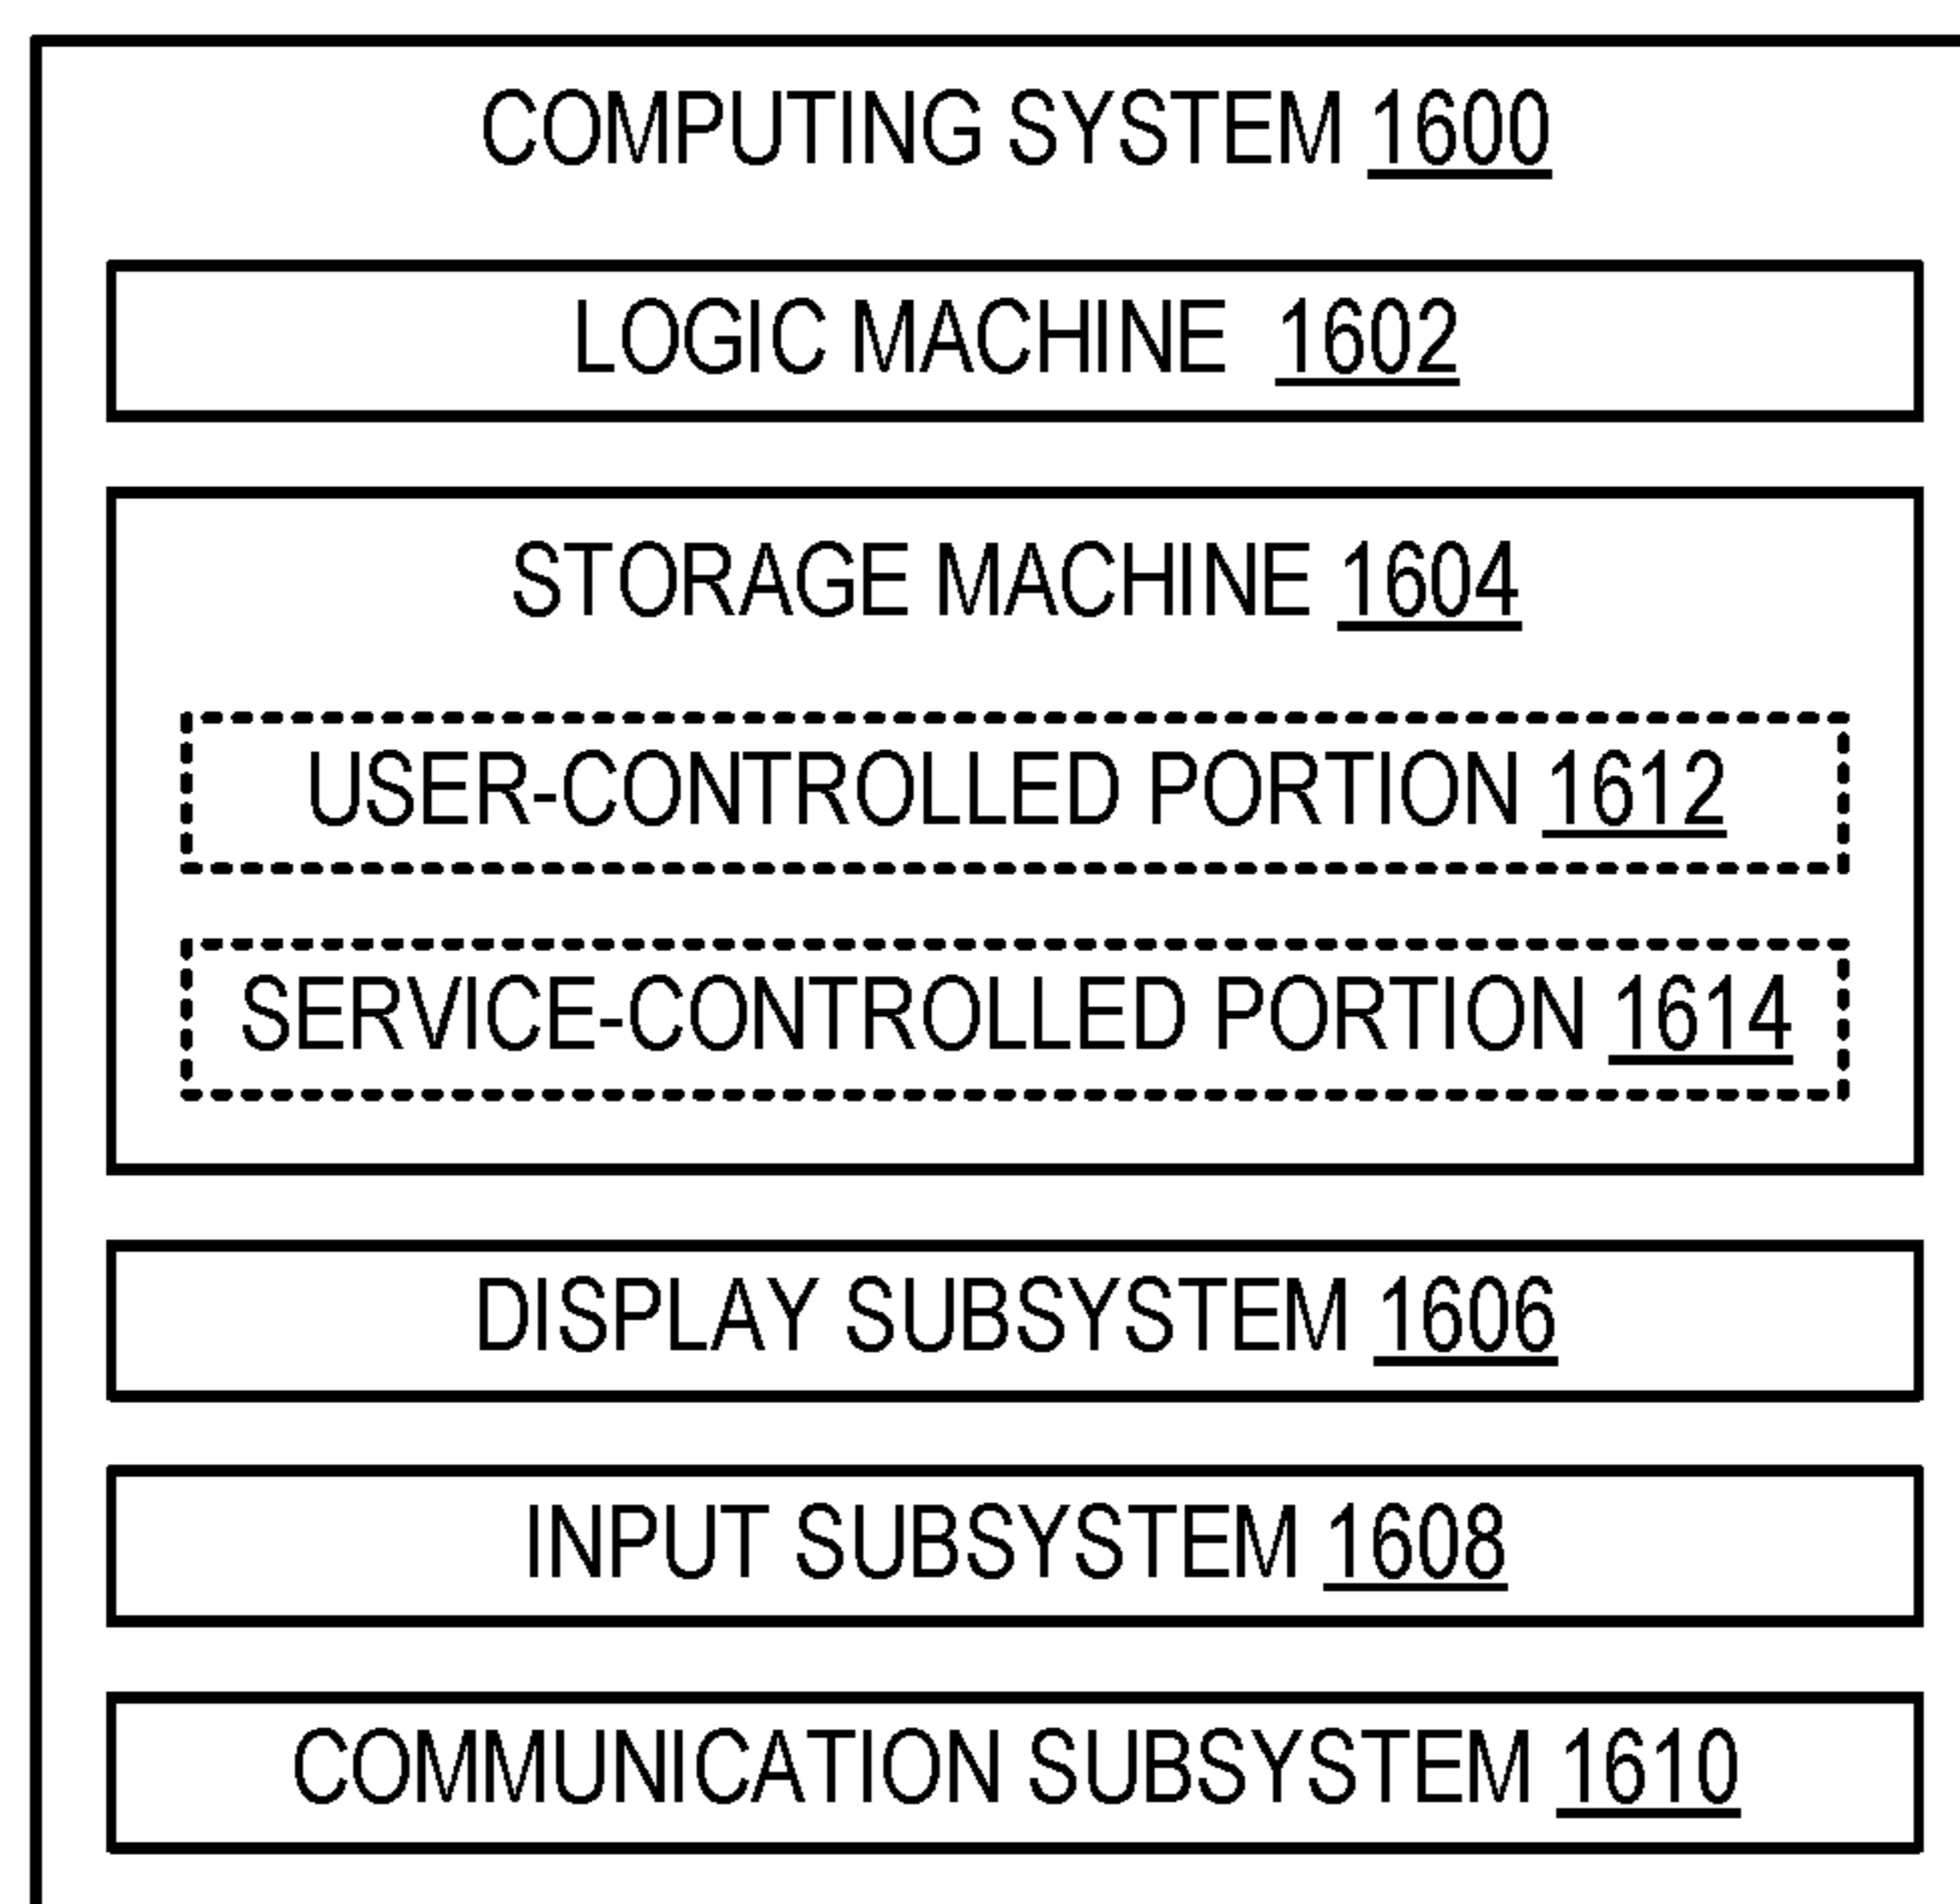 COMPUTING SYSTEM 1600
LOGIC MACHINE 1602
STORAGE MACHINE 1604
USER-CONTROLLED PORTION 1612
SERVICE-CONTROLLED PORTION 1614
DISPLAY SUBSYSTEM 1606
INPUT SUBSYSTEM 1608
COMMUNICATION SUBSYSTEM 1610